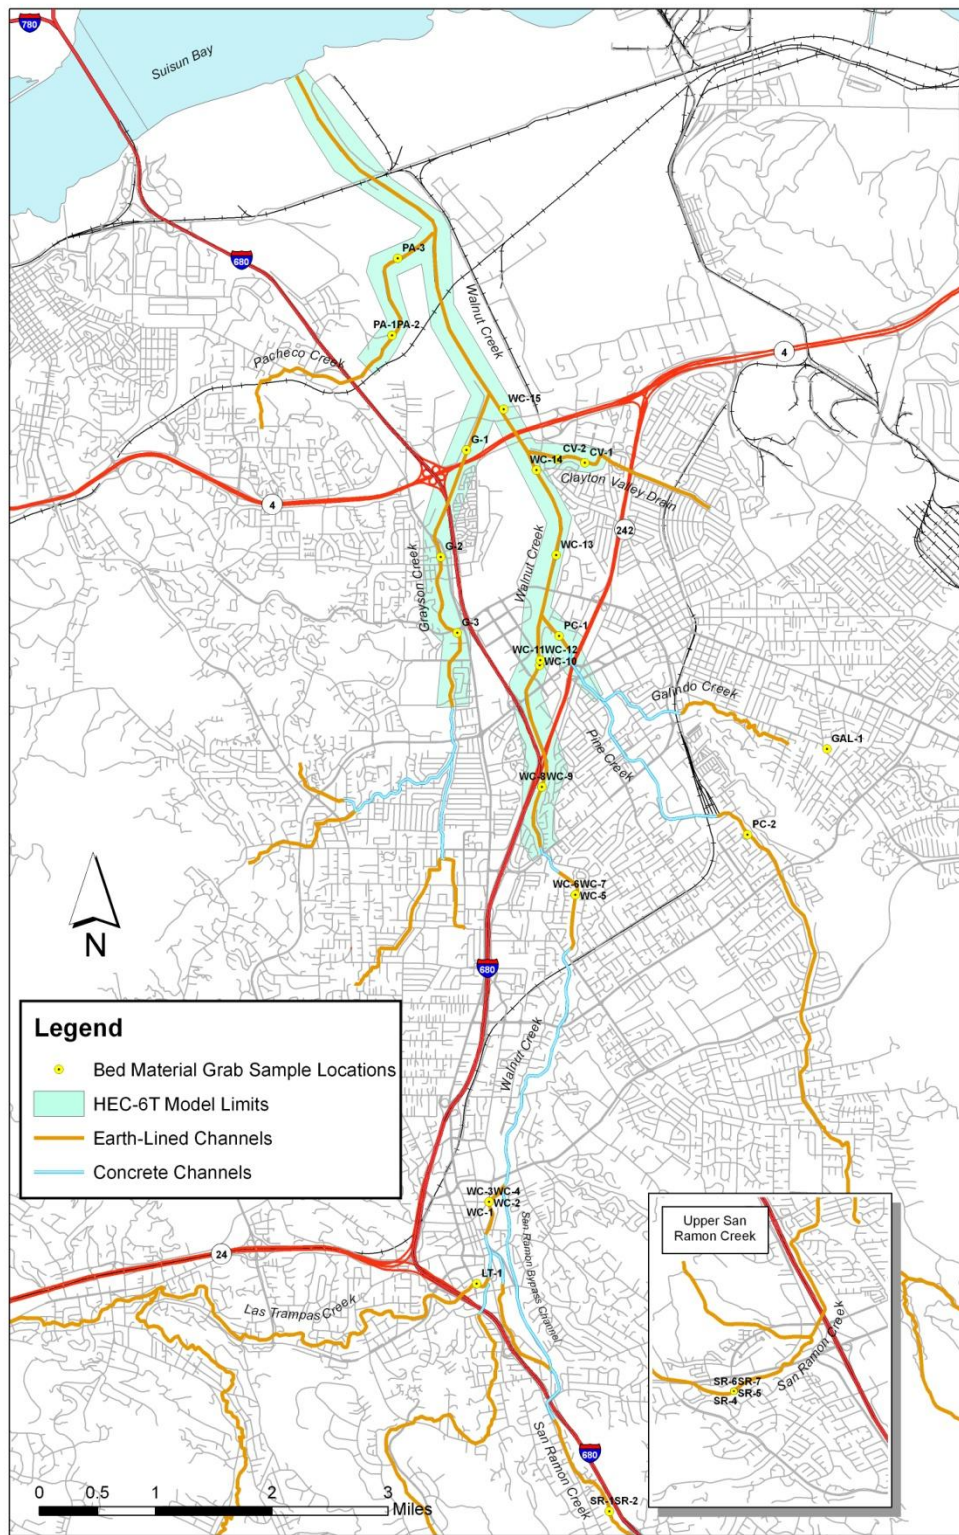 780
Suisun Bay
680
PA-3
Walnut Creek
PA-1PA-2
Pacheco Creek
4
WC-15
G-1
CV-2
CV-1
WC-14
Clayton Valley Drain
4
242
G-2
Grayson Creek
Walnut Creek
WC-13
G-3
PC-1
WC-11WC-12
WC-10
Galindo Creek
GAL-1
Pine Creek
WC-8WC-9
PC-2
WC-6WC-7
WC-5
N
680
Legend
Bed Material Grab Sample Locations
HEC-6T Model Limits
Earth-Lined Channels
Concrete Channels
Walnut Creek
WC-3WC-4
WC-2
WC-1
San Ramon Bypass Channel
24
LT-1
Las Trampas Creek
Upper San
Ramon Creek
San Ramon Creek
SR-6SR-7
SR-5
SR-4
San Ramon Creek
680
SR-1SR-2
0 0.5 1 2 3
Miles